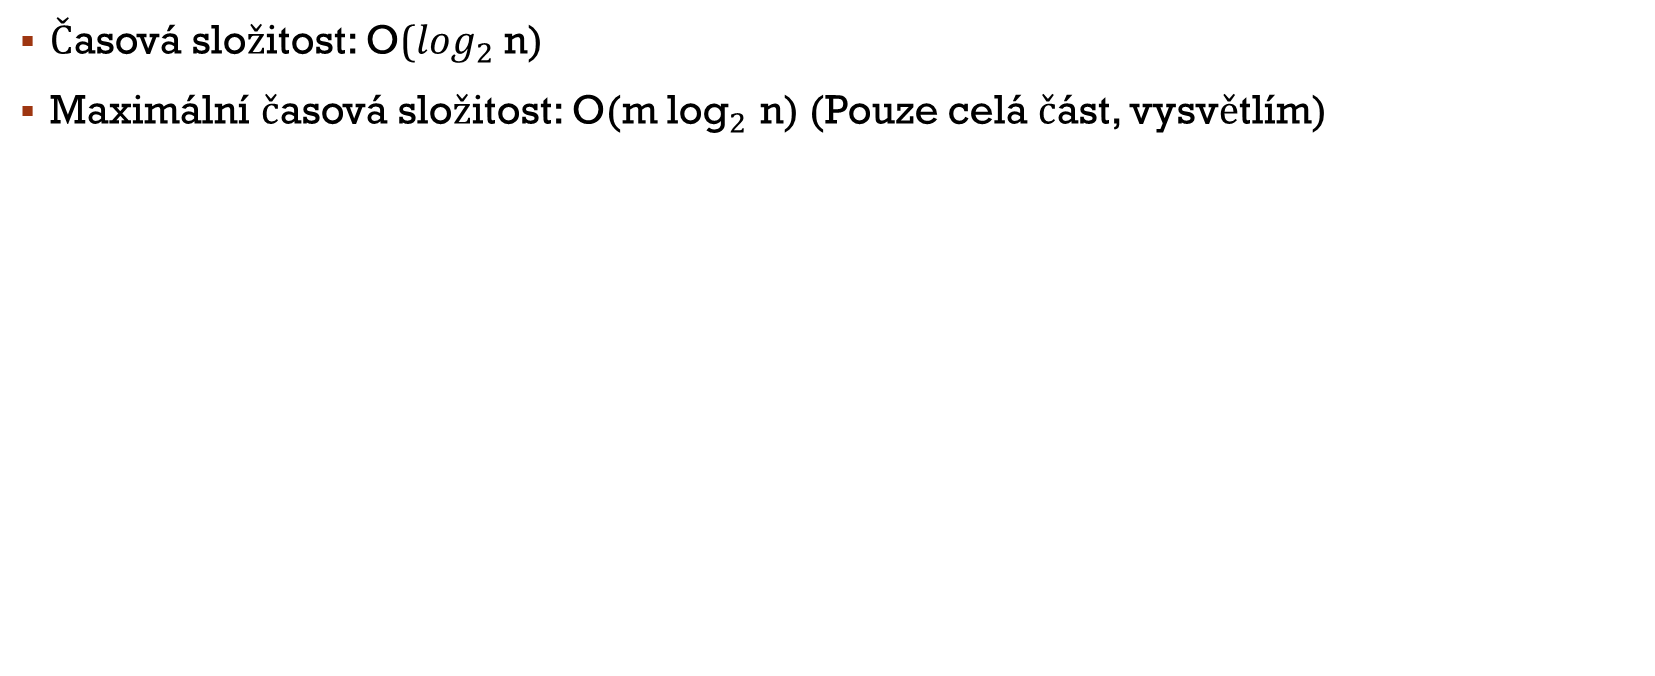 ▪ Časová složitost: O(𝑙𝑜𝑔₂ n)
▪ Maximální časová složitost: O(m log₂ n) (Pouze celá část, vysvětlím)